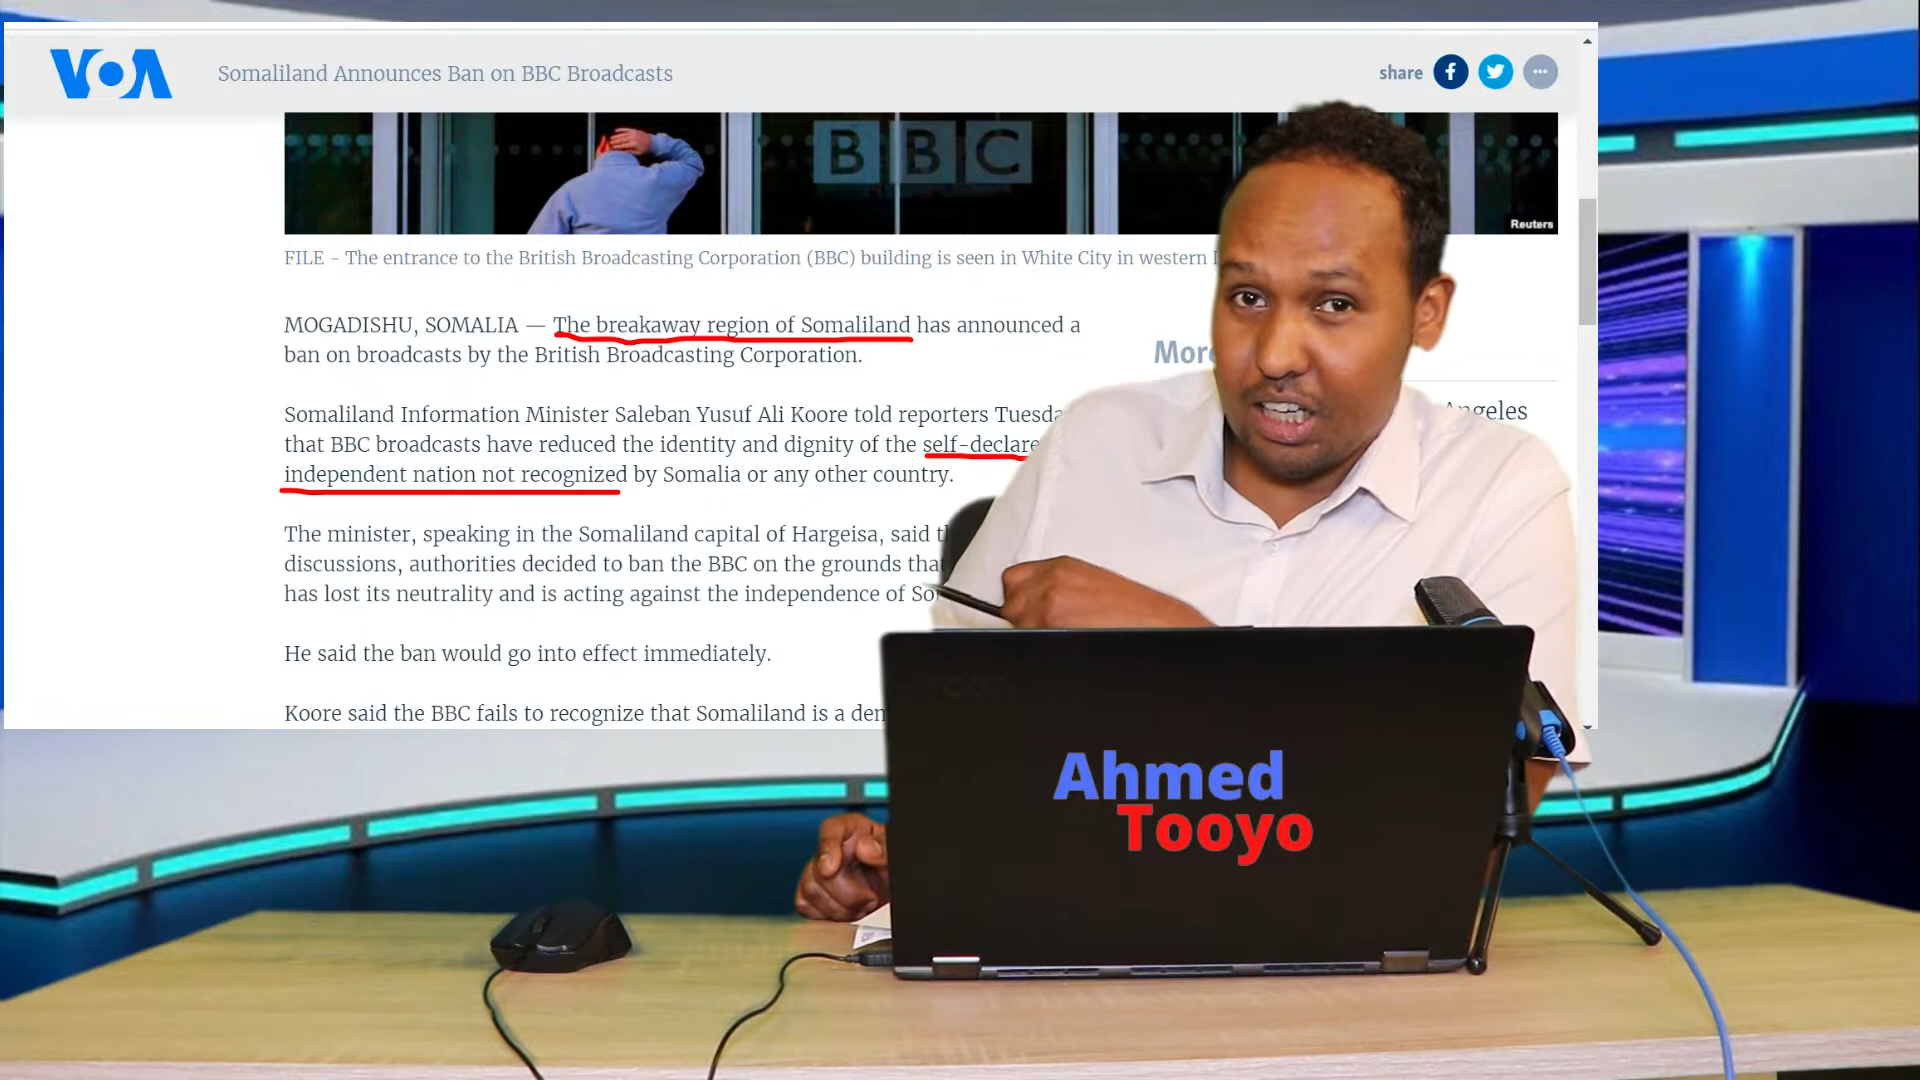 VOA
Somaliland Announces Ban on BBC Broadcasts
share
BBC
Reuters
FILE - The entrance to the British Broadcasting Corporation (BBC) building is seen in White City in western
MOGADISHU, SOMALIA — The breakaway region of Somaliland has announced a
ban on broadcasts by the British Broadcasting Corporation.
More
Somaliland Information Minister Saleban Yusuf Ali Koore told reporters Tuesda
Angeles
that BBC broadcasts have reduced the identity and dignity of the self-declare
independent nation not recognized by Somalia or any other country.
The minister, speaking in the Somaliland capital of Hargeisa, said
discussions, authorities decided to ban the BBC on the grounds that
has lost its neutrality and is acting against the independence of
He said the ban would go into effect immediately.
Koore said the BBC fails to recognize that Somaliland is a
Ahmed
Tooyo